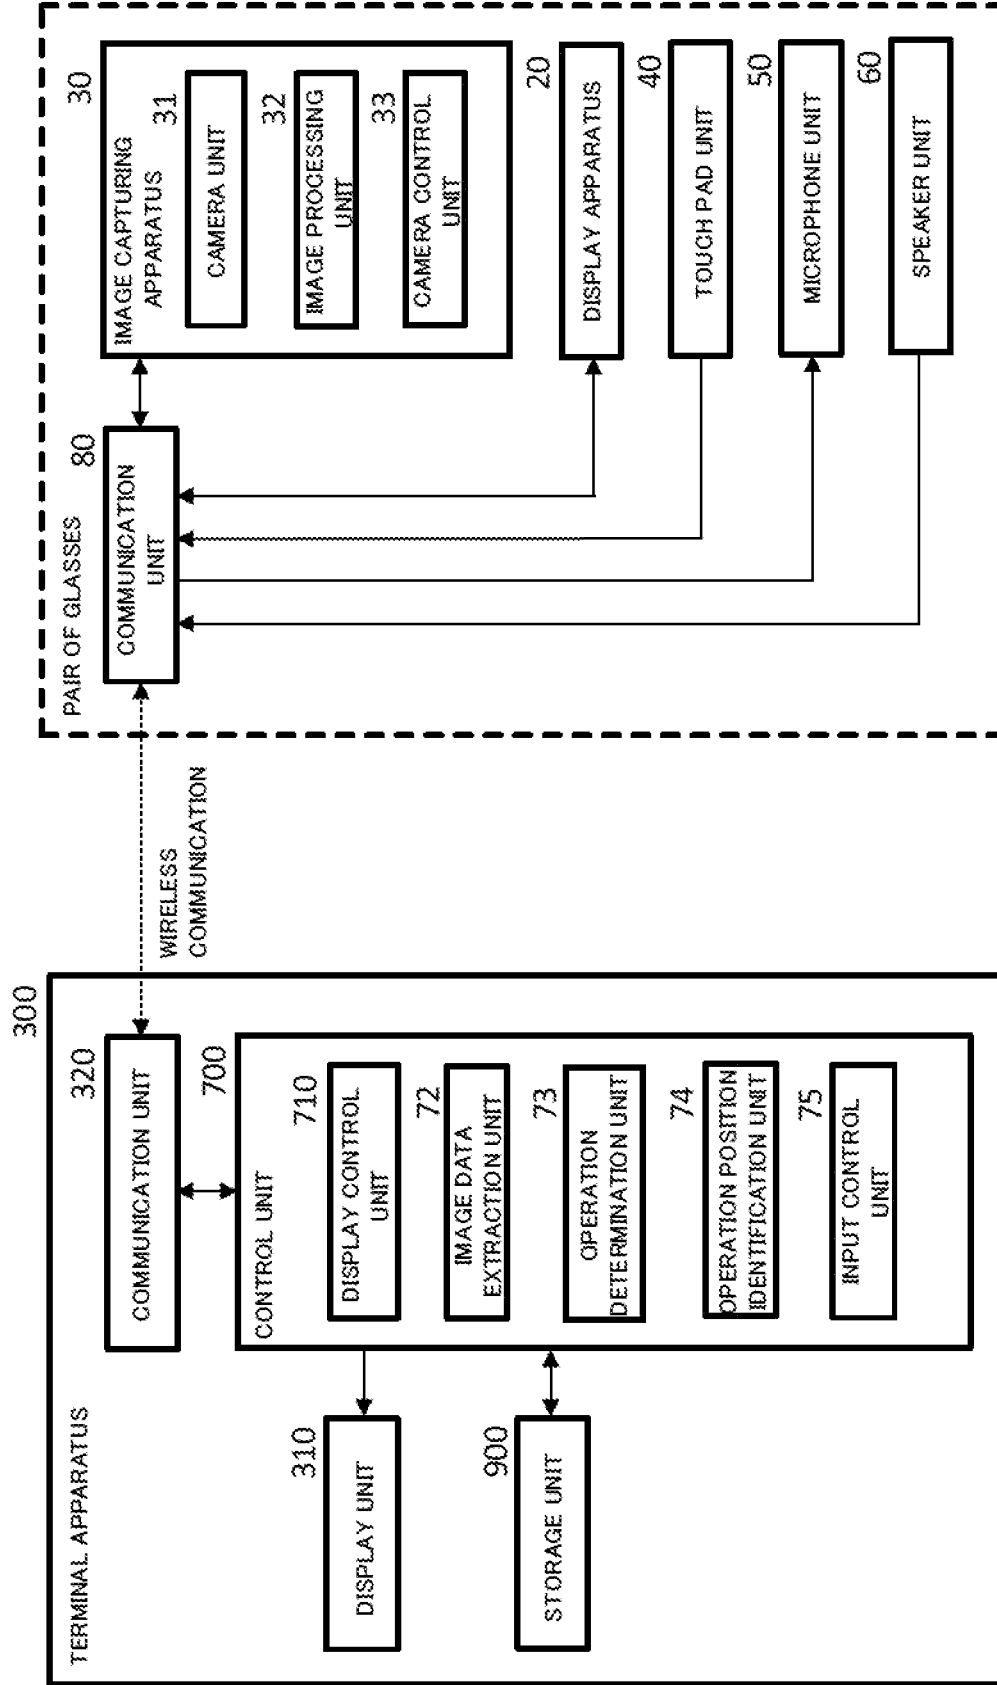 300
TERMINAL APPARATUS
320
COMMUNICATION UNIT
700
CONTROL UNIT
710
DISPLAY CONTROL
UNIT
72
IMAGE DATA
EXTRACTION UNIT
73
OPERATION
DETERMINATION UNIT
74
OPERATION POSITION
IDENTIFICATION UNIT
75
INPUT CONTROL
UNIT
310
DISPLAY UNIT
900
STORAGE UNIT
WIRELESS
COMMUNICATION
PAIR OF GLASSES
80
COMMUNICATION
UNIT
30
IMAGE CAPTURING
APPARATUS
31
CAMERA UNIT
32
IMAGE PROCESSING
UNIT
33
CAMERA CONTROL
UNIT
20
DISPLAY APPARATUS
40
TOUCH PAD UNIT
50
MICROPHONE UNIT
60
SPEAKER UNIT